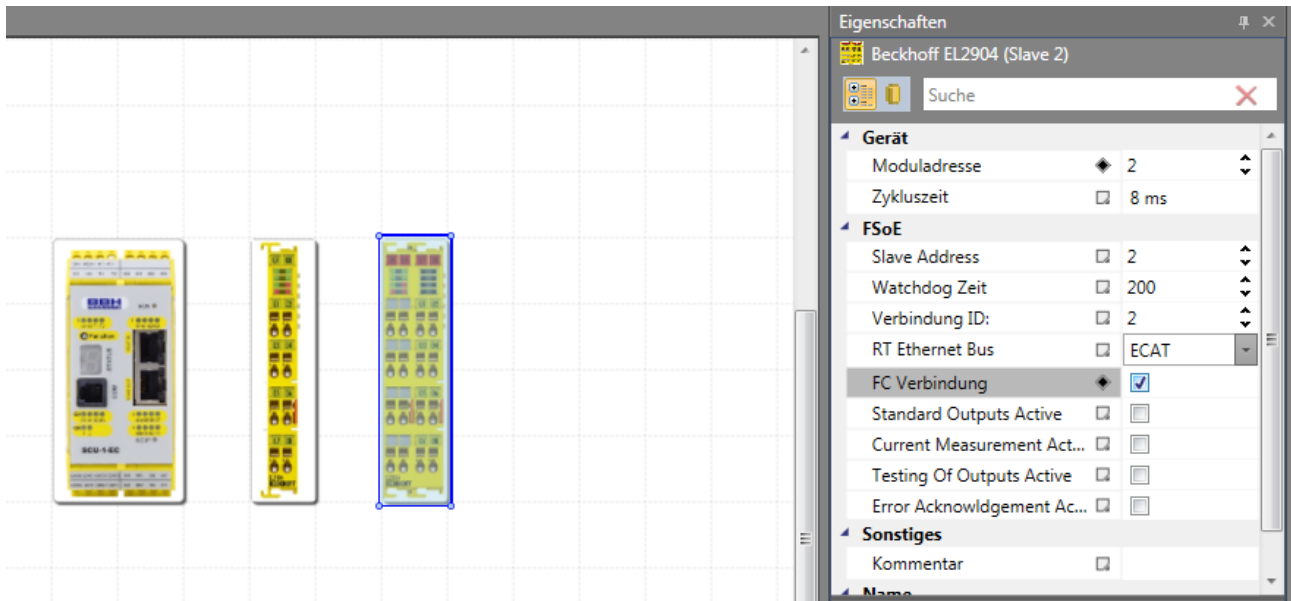 Eigenschaften
Beckhoff EL2904 (Slave 2)
Suche
Gerät
Moduladresse 2
Zykluszeit 8 ms
FSoE
Slave Address 2
Watchdog Zeit 200
Verbindung ID: 2
RT Ethernet Bus ECAT
FC Verbindung
Standard Outputs Active
Current Measurement Act...
Testing Of Outputs Active
Error Acknowldgement Ac...
Sonstiges
Kommentar
Name
BBH
SCU-1-EC